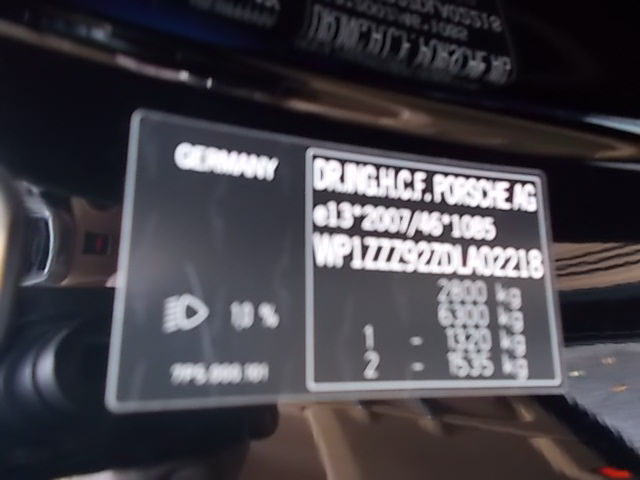 GERMANY
DR.ING.H.C.F. PORSCHE AG
e13*2007/46*1085
WP1ZZZ92ZDLA02218
2800 kg
6300 kg
1 - 1320 kg
2 - 1535 kg
1,0 %